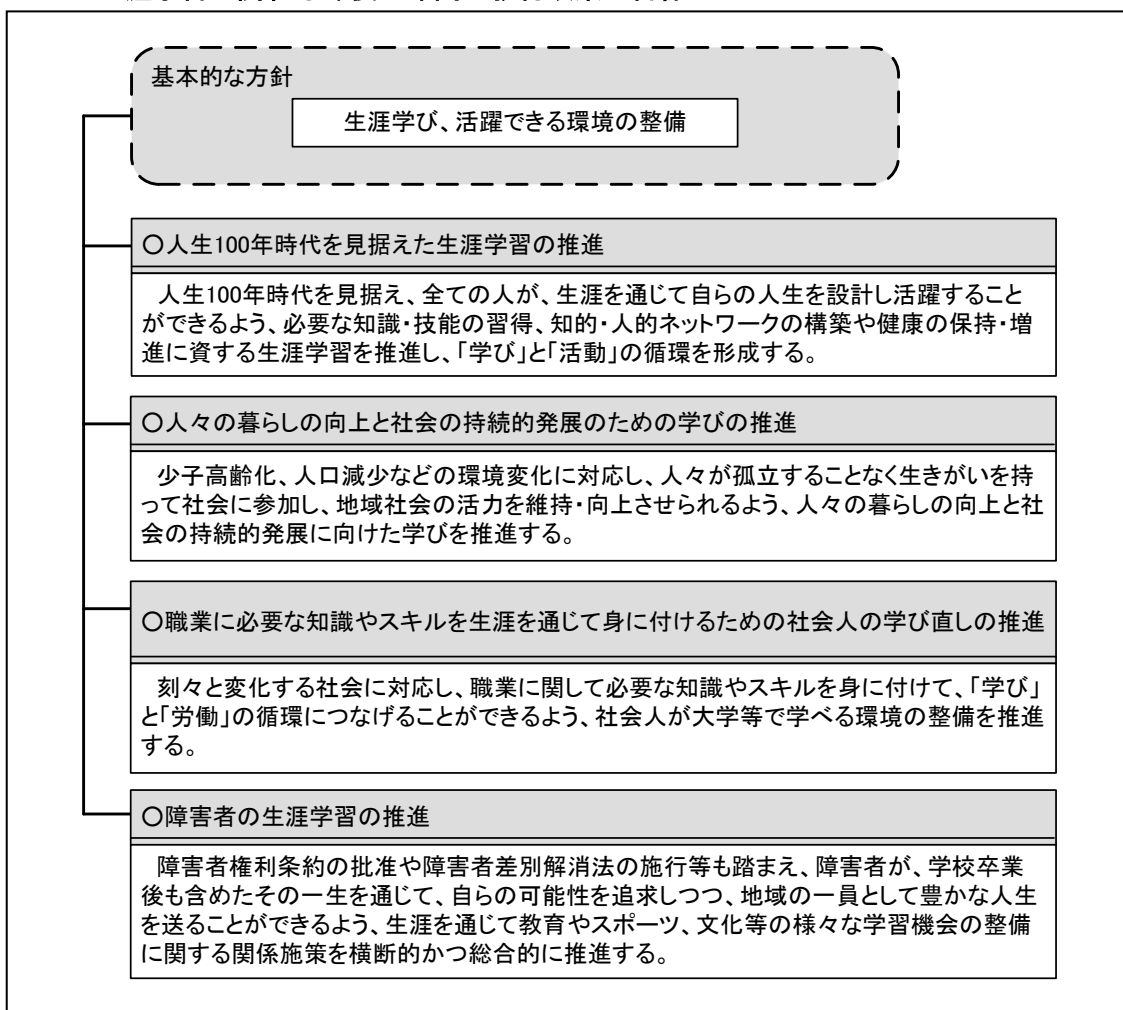 基本的な方針
生涯学び、活躍できる環境の整備
○人生100年時代を見据えた生涯学習の推進
人生100年時代を見据え、全ての人が、生涯を通じて自らの人生を設計し活躍すること
ができるよう、必要な知識・技能の習得、知的・人的ネットワークの構築や健康の保持・増
進に資する生涯学習を推進し、「学び」と「活動」の循環を形成する。
○人々の暮らしの向上と社会の持続的発展のための学びの推進
少子高齢化、人口減少などの環境変化に対応し、人々が孤立することなく生きがいを持
って社会に参加し、地域社会の活力を維持・向上させられるよう、人々の暮らしの向上と社
会の持続的発展に向けた学びを推進する。
○職業に必要な知識やスキルを生涯を通じて身に付けるための社会人の学び直しの推進
刻々と変化する社会に対応し、職業に関して必要な知識やスキルを身に付けて、「学び」
と「労働」の循環につなげることができるよう、社会人が大学等で学べる環境の整備を推進
する。
○障害者の生涯学習の推進
障害者権利条約の批准や障害者差別解消法の施行等も踏まえ、障害者が、学校卒業
後も含めたその一生を通じて、自らの可能性を追求しつつ、地域の一員として豊かな人生
を送ることができるよう、生涯を通じて教育やスポーツ、文化等の様々な学習機会の整備
に関する関係施策を横断的かつ総合的に推進する。